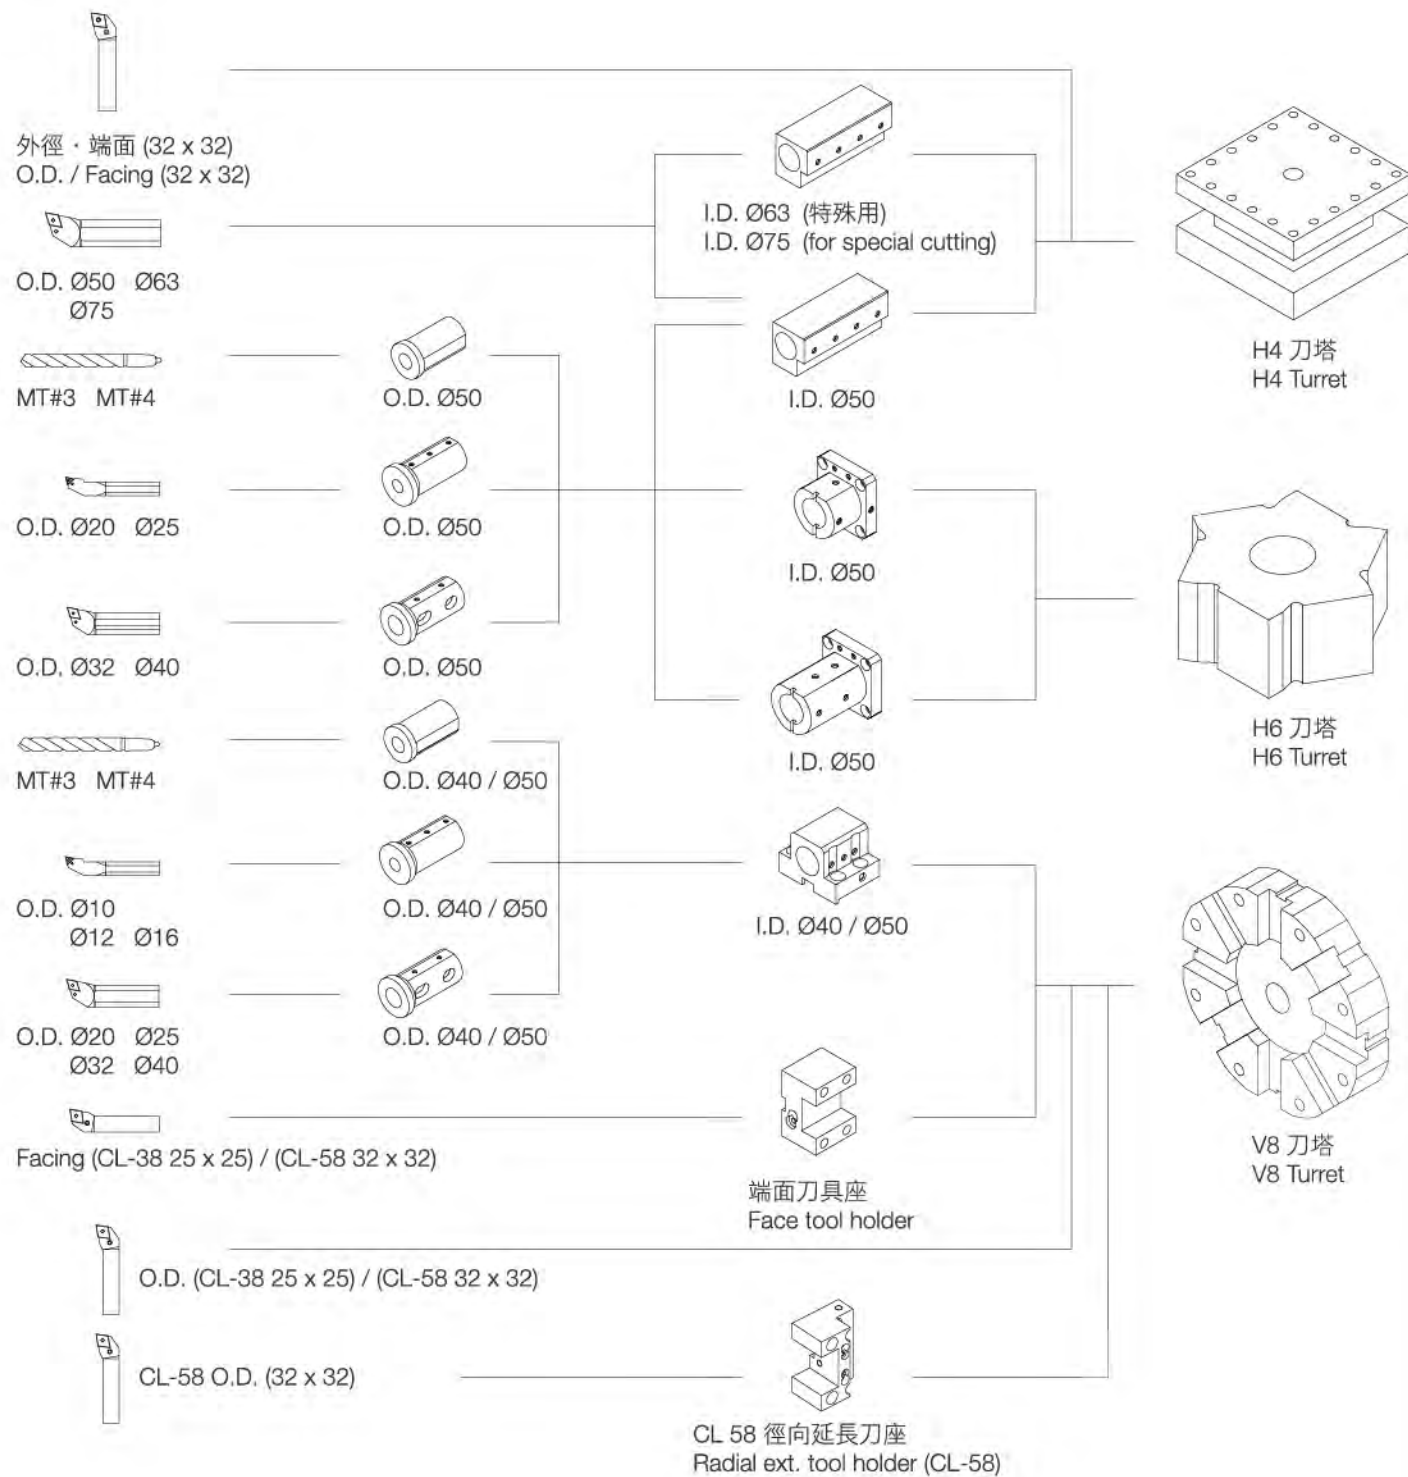 外徑・端面 (32 x 32)
O.D. / Facing (32 x 32)
I.D. Ø63 (特殊用)
I.D. Ø75 (for special cutting)
O.D. Ø50 Ø63
Ø75
H4 刀塔
H4 Turret
MT#3 MT#4
O.D. Ø50
I.D. Ø50
O.D. Ø20 Ø25
O.D. Ø50
I.D. Ø50
O.D. Ø32 Ø40
O.D. Ø50
H6 刀塔
H6 Turret
MT#3 MT#4
O.D. Ø40 / Ø50
I.D. Ø50
O.D. Ø10
Ø12 Ø16
O.D. Ø40 / Ø50
I.D. Ø40 / Ø50
O.D. Ø20 Ø25
Ø32 Ø40
O.D. Ø40 / Ø50
Facing (CL-38 25 x 25) / (CL-58 32 x 32)
端面刀具座
Face tool holder
V8 刀塔
V8 Turret
O.D. (CL-38 25 x 25) / (CL-58 32 x 32)
CL-58 O.D. (32 x 32)
CL 58 徑向延長刀座
Radial ext. tool holder (CL-58)